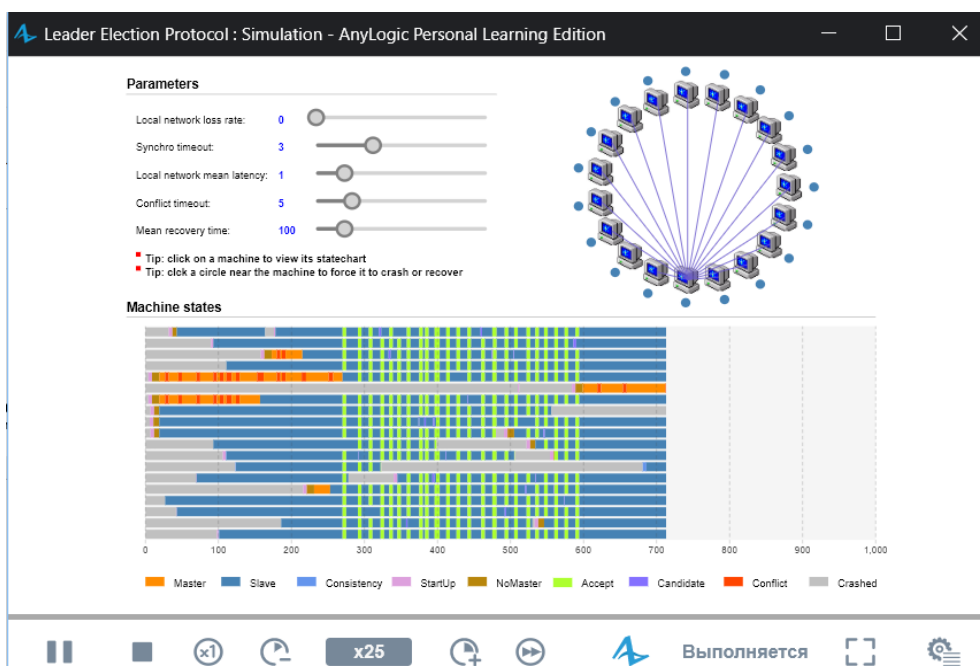 Leader Election Protocol : Simulation - AnyLogic Personal Learning Edition
Parameters
Local network loss rate: 0
Synchro timeout: 3
Local network mean latency: 1
Conflict timeout: 5
Mean recovery time: 100
Tip: click on a machine to view its statechart
Tip: clck a circle near the machine to force it to crash or recover
Machine states
0 100 200 300 400 500 600 700 800 900 1,000
Master Slave Consistency StartUp NoMaster Accept Candidate Conflict Crashed
x1 x25 Выполняется